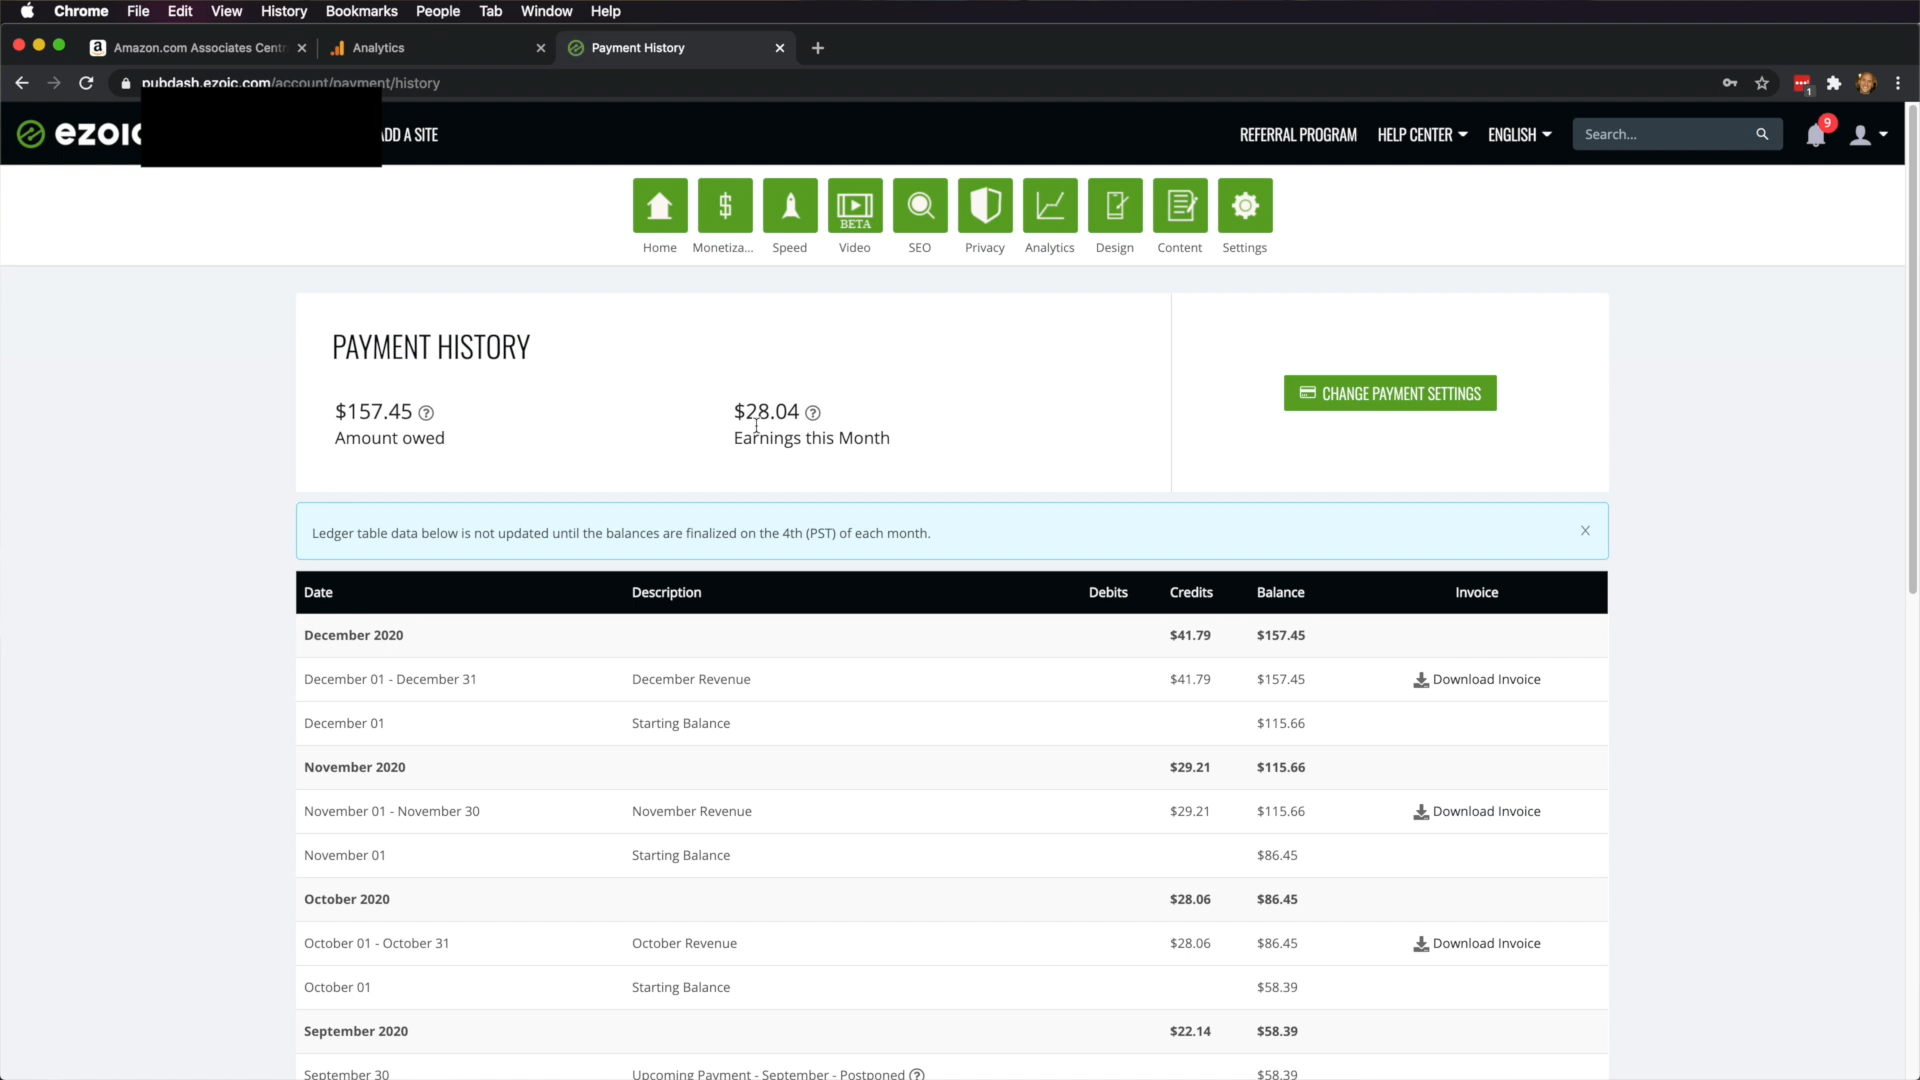 Chrome File Edit View History Bookmarks People Tab Window Help
Amazon.com Associates Centr Analytics Payment History
pubdash.ezoic.com/account/payment/history
1
ezoic ADD A SITE REFERRAL PROGRAM HELP CENTER ENGLISH Search... 9
BETA
Home Monetiza... Speed Video SEO Privacy Analytics Design Content Settings
PAYMENT HISTORY
$157.45 $28.04
Amount owed Earnings this Month
CHANGE PAYMENT SETTINGS
Ledger table data below is not updated until the balances are finalized on the 4th (PST) of each month.
Date Description Debits Credits Balance Invoice
December 2020 $41.79 $157.45
December 01 - December 31 December Revenue $41.79 $157.45 Download Invoice
December 01 Starting Balance $115.66
November 2020 $29.21 $115.66
November 01 - November 30 November Revenue $29.21 $115.66 Download Invoice
November 01 Starting Balance $86.45
October 2020 $28.06 $86.45
October 01 - October 31 October Revenue $28.06 $86.45 Download Invoice
October 01 Starting Balance $58.39
September 2020 $22.14 $58.39
September 30 Upcoming Payment - September - Postponed $58.39